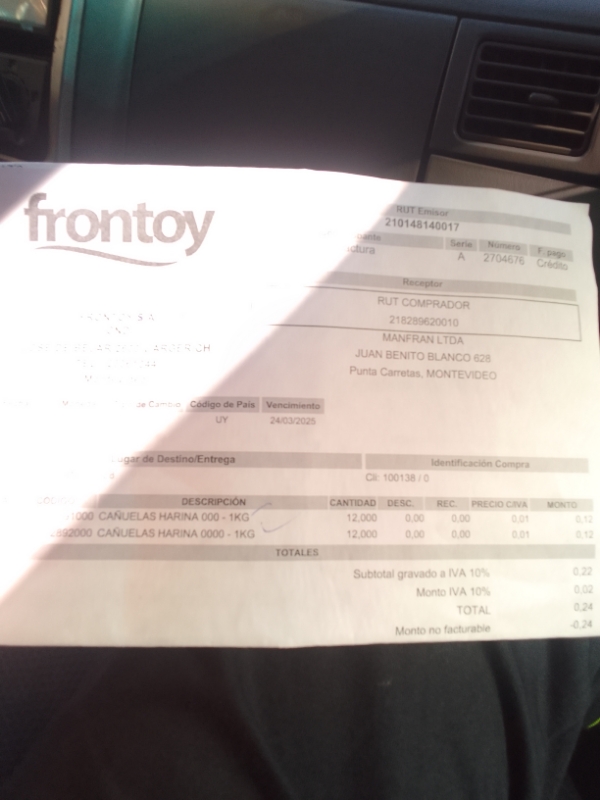 frontoy
RUT Emisor
210148140017
Serie Número F. pago
A 2704676 Crédito
Receptor
RUT COMPRADOR
218289620010
MANFRAN LTDA
JUAN BENITO BLANCO 628
Punta Carretas, MONTEVIDEO
FRONTOY S.A.
de Cambio Código de País Vencimiento
UY 24/03/2025
Lugar de Destino/Entrega Identificación Compra
Cli: 100138 / 0
DESCRIPCIÓN CANTIDAD DESC. REC. PRECIO C/IVA MONTO
CAÑUELAS HARINA 000 - 1KG 12,000 0,00 0,00 0,01 0,12
CAÑUELAS HARINA 0000 - 1KG 12,000 0,00 0,00 0,01 0,12
TOTALES
Subtotal gravado a IVA 10% 0,22
Monto IVA 10% 0,02
TOTAL 0,24
Monto no facturable -0,24